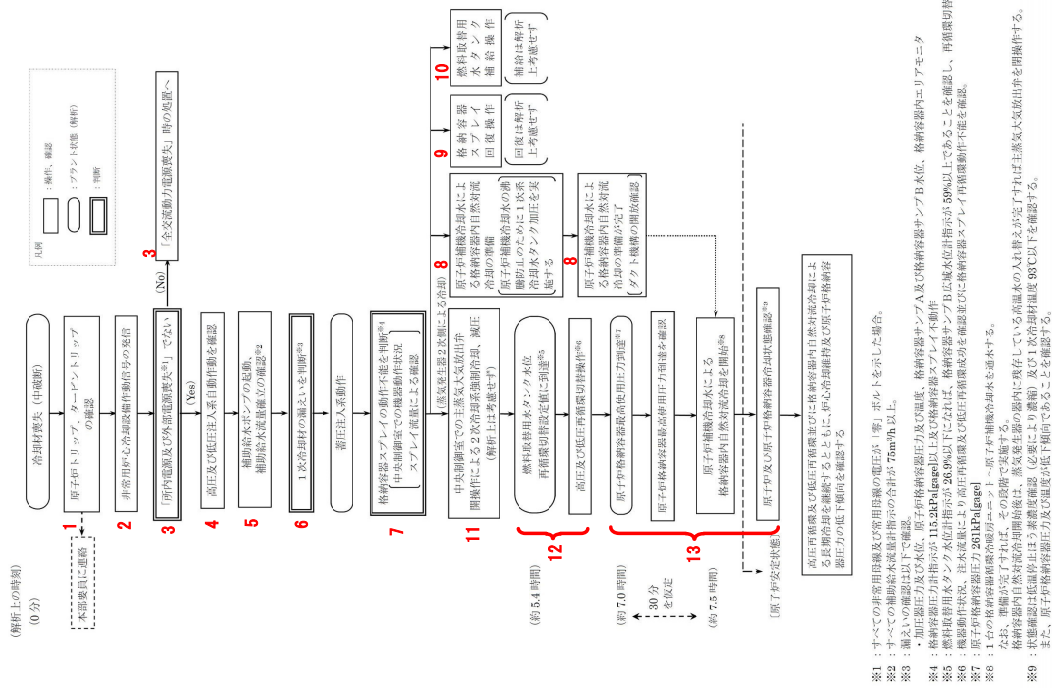 (解析上の時刻)
(0 分)
冷却材喪失（中破断）
1
原子炉トリップ、タービントリップ
の確認
本部要員に連絡
2
非常用炉心冷却設備作動信号の発信
3
「所内電源及び外部電源喪失※1」でない
(No)
3
「全交流動力電源喪失」時の処置へ
(Yes)
4
高圧及び低圧注入系自動作動を確認
5
補助給水ポンプの起動、
補助給水流量確立の確認※2
6
1次冷却材の漏えいを判断※3
蓄圧注入系動作
7
格納容器スプレイの動作不能を判断※4
中央制御室での機器動作状況
スプレイ流量による確認
(蒸気発生器2次側による冷却)
11
中央制御室での主蒸気大気放出弁
開操作による2次冷却系強制冷却、減圧
(解析上は考慮せず)
8
原子炉補機冷却水によ
る格納容器内自然対流
冷却の準備
原子炉補機冷却水の沸
騰防止のために1次系
冷却水タンク加圧を実
施する
9
格納容器
スプレイ
回復操作
回復は解析
上考慮せず
10
燃料取替用
水タンク
補給操作
補給は解析
上考慮せず
8
原子炉補機冷却水によ
る格納容器内自然対流
冷却の準備が完了
ダクト機構の開放確認
(約 5.4 時間)
12
燃料取替用水タンク水位
再循環切替設定値に到達※5
高圧及び低圧再循環切替操作※6
(約 7.0 時間)
13
原子炉格納容器最高使用圧力到達※7
30 分
を仮定
原子炉格納容器最高使用圧力到達を確認
(約 7.5 時間)
原子炉補機冷却水による
格納容器内自然対流冷却を開始※8
[原子炉安定状態]
原子炉及び原子炉格納容器冷却状態確認※9
高圧再循環及び低圧再循環並びに格納容器内自然対流冷却によ
る長期冷却を継続するとともに、炉心冷却維持及び原子炉格納容
器圧力の低下傾向を確認する
凡例
：操作、確認
：プラント状態（解析）
：判断
※1：すべての非常用母線及び常用母線の電圧が「零」ボルトを示した場合。
※2：すべての補助給水流量計指示の合計が 75m³/h 以上。
※3：漏えいの確認は以下で確認。
・加圧器圧力及び水位、原子炉格納容器圧力及び温度、格納容器サンプA及び格納容器サンプB水位、格納容器内エリアモニタ
※4：格納容器圧力計指示が 115.2kPa[gage]以上及び格納容器スプレイ不動作
※5：燃料取替用水タンク水位計指示が 26.9%以下になれば、格納容器サンプB広域水位計指示が 59%以上であることを確認し、再循環切替
※6：機器動作状況、注水流量により高圧再循環及び低圧再循環成功を確認並びに格納容器スプレイ再循環動作不能を確認。
※7：原子炉格納容器圧力 261kPa[gage]
※8：1台の格納容器循環冷暖房ユニットへ原子炉補機冷却水を通水する。
なお、準備が完了すれば、その段階で実施する。
格納容器内自然対流冷却開始後は、蒸気発生器の器内に残存している高温水の入れ替えが完了すれば主蒸気大気放出弁を閉操作する。
※9：状態確認は低温停止ほう素濃度確認（必要により濃縮）及び1次冷却材温度 93℃以下を確認する。
また、原子炉格納容器圧力及び温度が低下傾向であることを確認する。